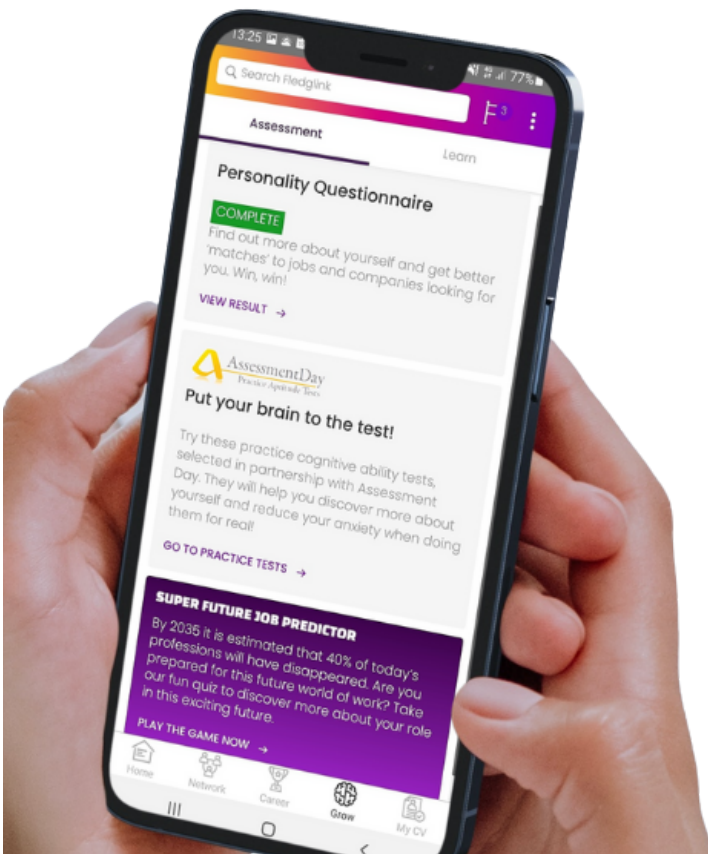 13:25
77%
Search Fledglink
3
Assessment
Learn
Personality Questionnaire
COMPLETE
Find out more about yourself and get better
'matches' to jobs and companies looking for
you. Win, win!
VIEW RESULT →
AssessmentDay
Practice Aptitude Tests
Put your brain to the test!
Try these practice cognitive ability tests,
selected in partnership with Assessment
Day. They will help you discover more about
yourself and reduce your anxiety when doing
them for real!
GO TO PRACTICE TESTS →
SUPER FUTURE JOB PREDICTOR
By 2035 it is estimated that 40% of today's
professions will have disappeared. Are you
prepared for this future world of work? Take
our fun quiz to discover more about your role
in this exciting future.
PLAY THE GAME NOW →
Home
Network
Career
Grow
My CV